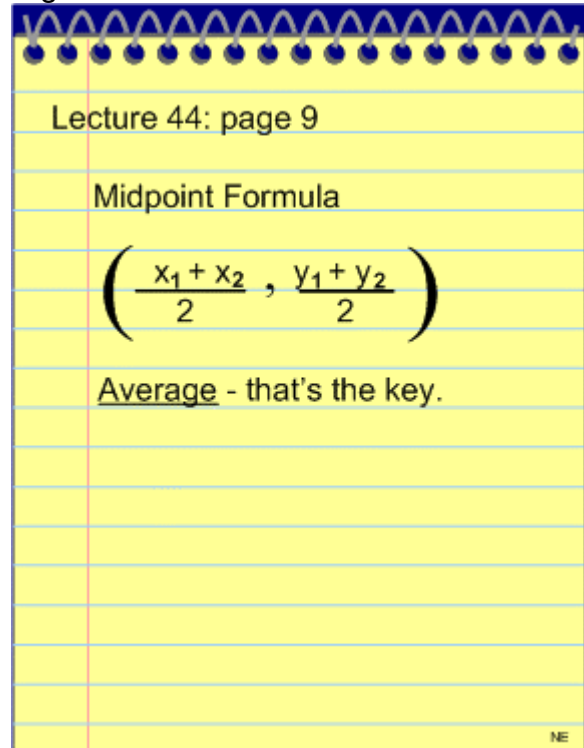 Lecture 44: page 9
Midpoint Formula
( x₁ + x₂ / 2 , y₁ + y₂ / 2 )
Average - that's the key.
NE